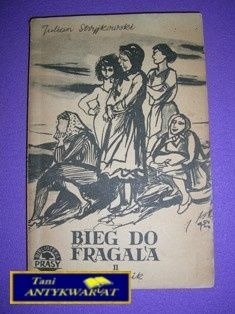 Julian Stryjkowski
BIEG DO
FRAGALA
II
PRASY
Tani
ANTYKWARIAT